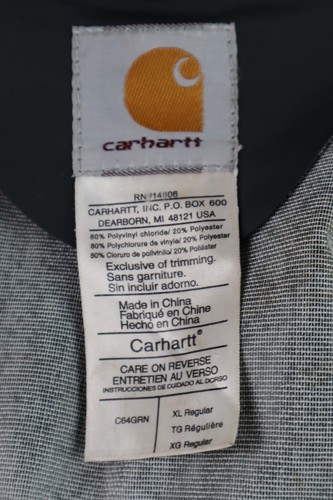 carhartt
RN 14806
CARHARTT, INC. P.O. BOX 600
DEARBORN, MI 48121 USA
80% Polyvinyl chloride/ 20% Polyester
80% Polychlorure de vinyle/ 20% Polyester
80% Cloruro de polivinilo/ 20% Poliester
Exclusive of trimming.
Sans garniture.
Sin incluir adorno.
Made in China
Fabriqué en Chine
Hecho en China
Carhartt®
CARE ON REVERSE
ENTRETIEN AU VERSO
INSTRUCCIONES DE CUIDADO AL DORSO
C64GRN
XL Regular
TG Régulière
XG Regular